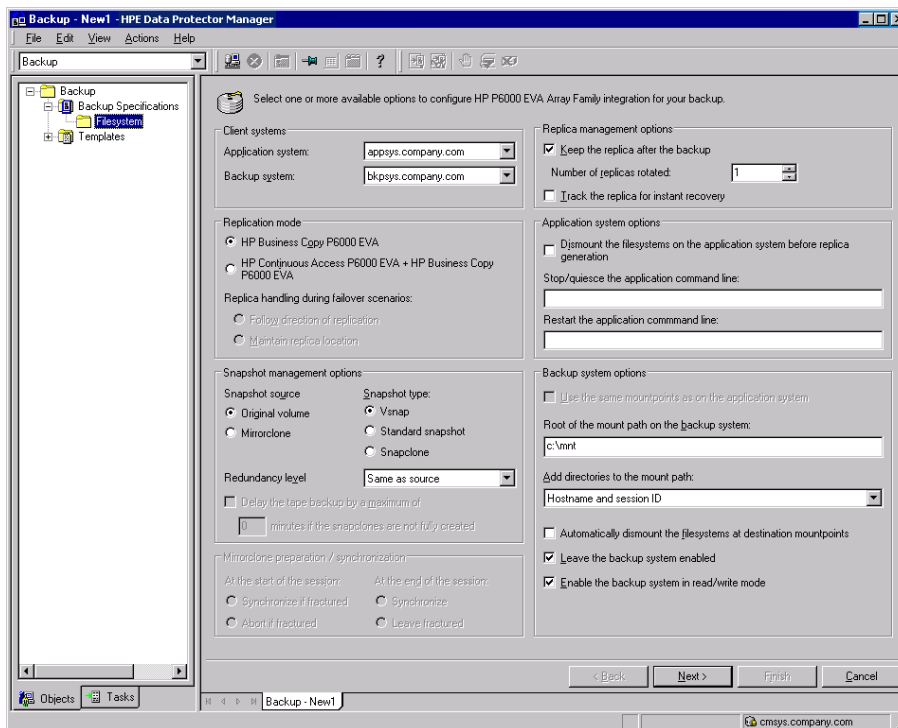 Backup - New1 - HPE Data Protector Manager
File Edit View Actions Help
Backup
Backup
Backup Specifications
Filesystem
Templates
Select one or more available options to configure HP P6000 EVA Array Family integration for your backup.
Client systems
Application system: appsys.company.com
Backup system: bkpsys.company.com
Replica management options
Keep the replica after the backup
Number of replicas rotated: 1
Track the replica for instant recovery
Replication mode
HP Business Copy P6000 EVA
HP Continuous Access P6000 EVA + HP Business Copy
P6000 EVA
Replica handling during failover scenarios:
Follow direction of replication
Maintain replica location
Application system options
Dismount the filesystems on the application system before replica
generation
Stop/quiesce the application command line:
Restart the application commmand line:
Snapshot management options
Snapshot source
Original volume
Mirrorclone
Snapshot type:
Vsnap
Standard snapshot
Snapclone
Redundancy level Same as source
Delay the tape backup by a maximum of
0 minutes if the snapclones are not fully created
Mirrorclone preparation / synchronization
At the start of the session:
Synchronize if fractured
Abort if fractured
At the end of the session:
Synchronize
Leave fractured
Backup system options
Use the same mountpoints as on the application system
Root of the mount path on the backup system:
c:\mnt
Add directories to the mount path:
Hostname and session ID
Automatically dismount the filesystems at destination mountpoints
Leave the backup system enabled
Enable the backup system in read/write mode
< Back Next > Finish Cancel
Objects Tasks
Backup - New1
cmsys.company.com